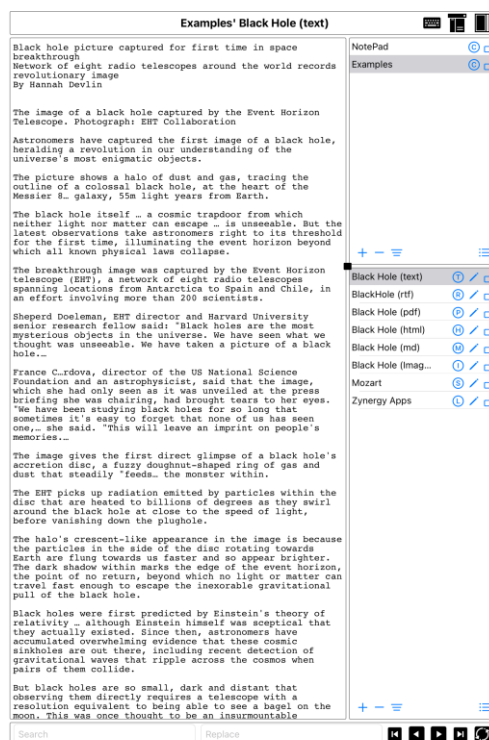 Examples' Black Hole (text)
Black hole picture captured for first time in space
breakthrough
Network of eight radio telescopes around the world records
revolutionary image
By Hannah Devlin
The image of a black hole captured by the Event Horizon
Telescope. Photograph: EHT Collaboration
Astronomers have captured the first image of a black hole,
heralding a revolution in our understanding of the
universe's most enigmatic objects.
The picture shows a halo of dust and gas, tracing the
outline of a colossal black hole, at the heart of the
Messier 8… galaxy, 55m light years from Earth.
The black hole itself … a cosmic trapdoor from which
neither light nor matter can escape … is unseeable. But the
latest observations take astronomers right to its threshold
for the first time, illuminating the event horizon beyond
which all known physical laws collapse.
The breakthrough image was captured by the Event Horizon
telescope (EHT), a network of eight radio telescopes
spanning locations from Antarctica to Spain and Chile, in
an effort involving more than 200 scientists.
Sheperd Doeleman, EHT director and Harvard University
senior research fellow said: "Black holes are the most
mysterious objects in the universe. We have seen what we
thought was unseeable. We have taken a picture of a black
hole.…
France C…rdova, director of the US National Science
Foundation and an astrophysicist, said that the image,
which she had only seen as it was unveiled at the press
briefing she was chairing, had brought tears to her eyes.
"We have been studying black holes for so long that
sometimes it's easy to forget that none of us has seen
one,… she said. "This will leave an imprint on people's
memories.…
The image gives the first direct glimpse of a black hole's
accretion disc, a fuzzy doughnut-shaped ring of gas and
dust that steadily "feeds… the monster within.
The EHT picks up radiation emitted by particles within the
disc that are heated to billions of degrees as they swirl
around the black hole at close to the speed of light,
before vanishing down the plughole.
The halo's crescent-like appearance in the image is because
the particles in the side of the disc rotating towards
Earth are flung towards us faster and so appear brighter.
The dark shadow within marks the edge of the event horizon,
the point of no return, beyond which no light or matter can
travel fast enough to escape the inexorable gravitational
pull of the black hole.
Black holes were first predicted by Einstein's theory of
relativity … although Einstein himself was sceptical that
they actually existed. Since then, astronomers have
accumulated overwhelming evidence that these cosmic
sinkholes are out there, including recent detection of
gravitational waves that ripple across the cosmos when
pairs of them collide.
But black holes are so small, dark and distant that
observing them directly requires a telescope with a
resolution equivalent to being able to see a bagel on the
moon. This was once thought to be an insurmountable
Search
Replace
NotePad C
Examples C
Black Hole (text) T
BlackHole (rtf) R
Black Hole (pdf) P
Black Hole (html) H
Black Hole (md) M
Black Hole (Imag... I
Mozart S
Zynergy Apps L